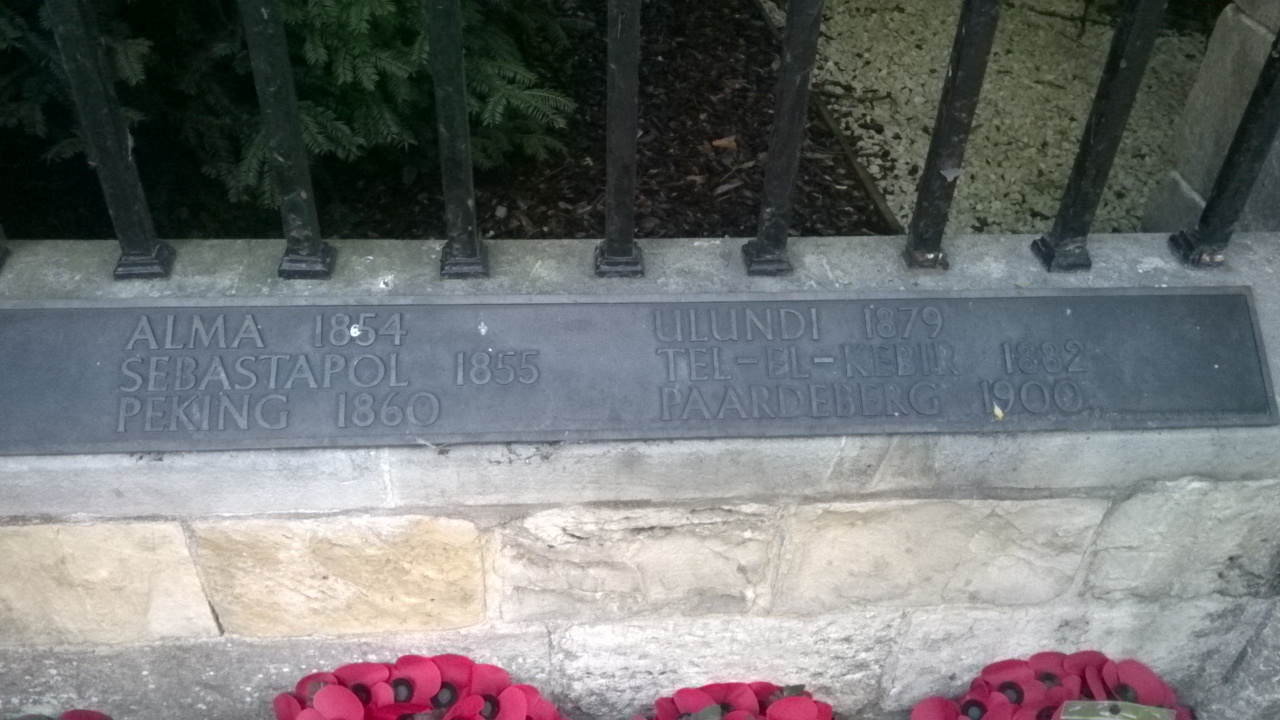 ALMA 1854
SEBASTAPOL 1855
PEKING 1860
ULUNDI 1879
TEL-EL-KEBIR 1882
PAARDEBERG 1900